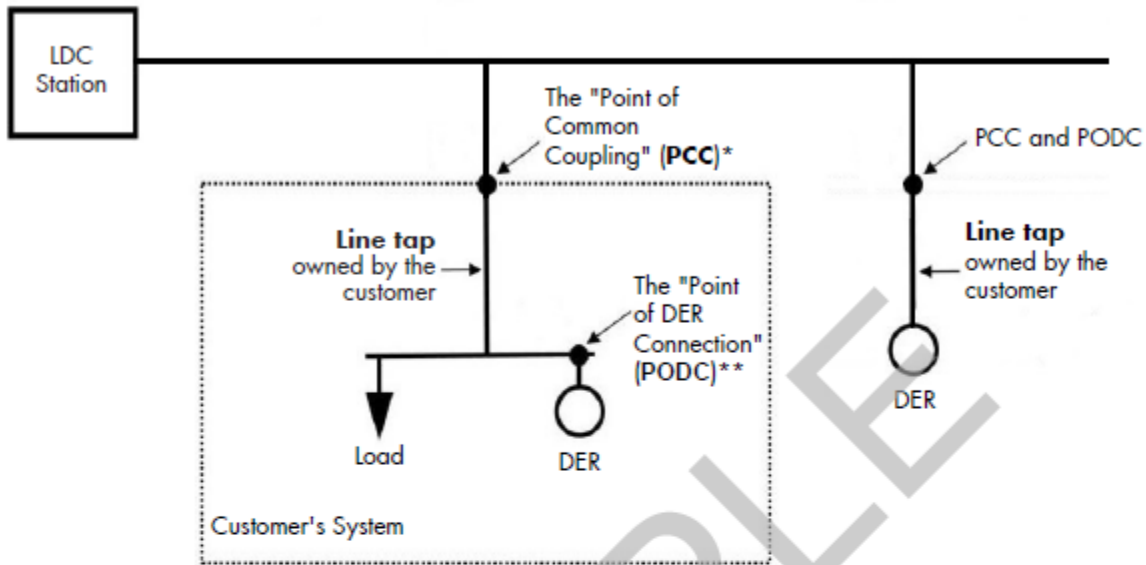 LDC
Station
The "Point of
Common
Coupling" (PCC)*
PCC and PODC
Line tap
owned by the
customer
Line tap
owned by the
customer
The "Point
of DER
Connection"
(PODC)**
Load
DER
DER
Customer's System
PLE